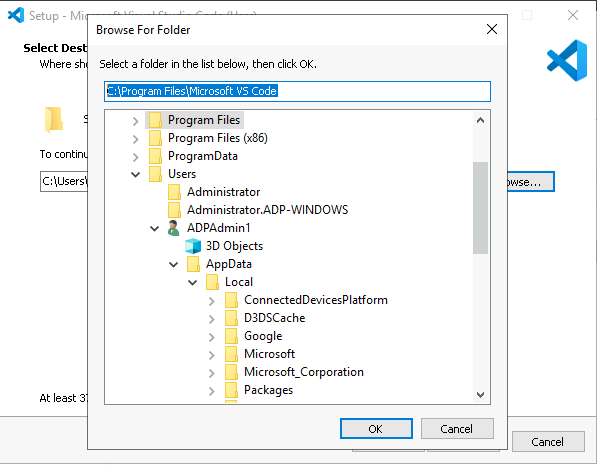 Setup - Microsoft Visual Studio Code (User)
Browse For Folder
Select Dest
Where sho
Select a folder in the list below, then click OK.
C:\Program Files\Microsoft VS Code
Program Files
Program Files (x86)
To continu
ProgramData
Users
C:\Users\
owse...
Administrator
Administrator.ADP-WINDOWS
ADPAdmin1
3D Objects
AppData
Local
ConnectedDevicesPlatform
D3DSCache
Google
Microsoft
Microsoft_Corporation
Packages
At least 37
OK
Cancel
Cancel